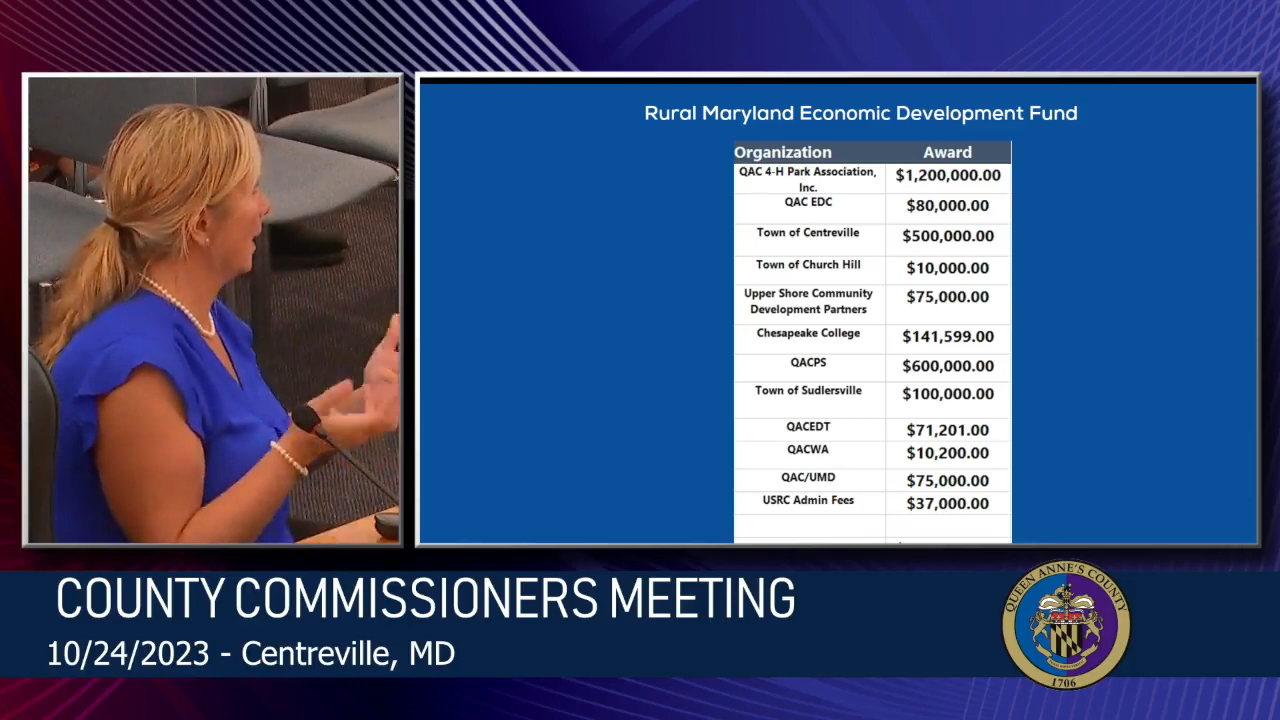 Rural Maryland Economic Development Fund
Organization Award
QAC 4-H Park Association, Inc. $1,200,000.00
QAC EDC $80,000.00
Town of Centreville $500,000.00
Town of Church Hill $10,000.00
Upper Shore Community Development Partners $75,000.00
Chesapeake College $141,599.00
QACPS $600,000.00
Town of Sudlersville $100,000.00
QACEDT $71,201.00
QACWA $10,200.00
QAC/UMD $75,000.00
USRC Admin Fees $37,000.00
COUNTY COMMISSIONERS MEETING
10/24/2023 - Centreville, MD
QUEEN ANNE'S COUNTY
1706